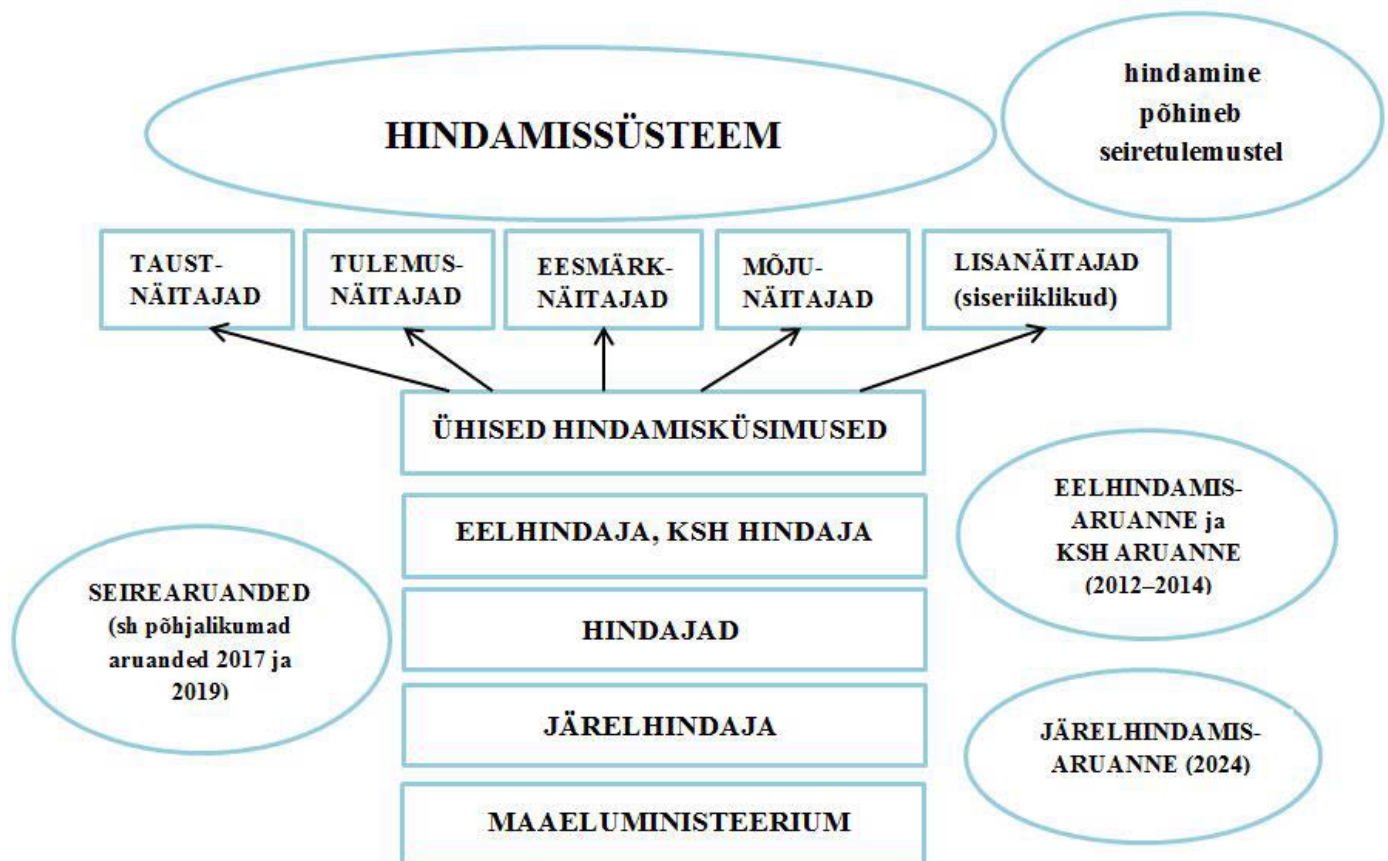 HINDAMISSÜSTEEM
hindamine
põhineb
seiretulemustel
TAUST-
NÄITAJAD
TULEMUS-
NÄITAJAD
EESMÄRK-
NÄITAJAD
MÕJU-
NÄITAJAD
LISANÄITAJAD
(siseriiklikud)
ÜHISED HINDAMISKÜSIMUSED
EELHINDAJA, KSH HINDAJA
HINDAJAD
JÄRELHINDAJA
MAAELUMINISTEERIUM
SEIREARUANDED
(sh põhjalikumad
aruanded 2017 ja
2019)
EELHINDAMIS-
ARUANNE ja
KSH ARUANNE
(2012–2014)
JÄRELHINDAMIS-
ARUANNE (2024)